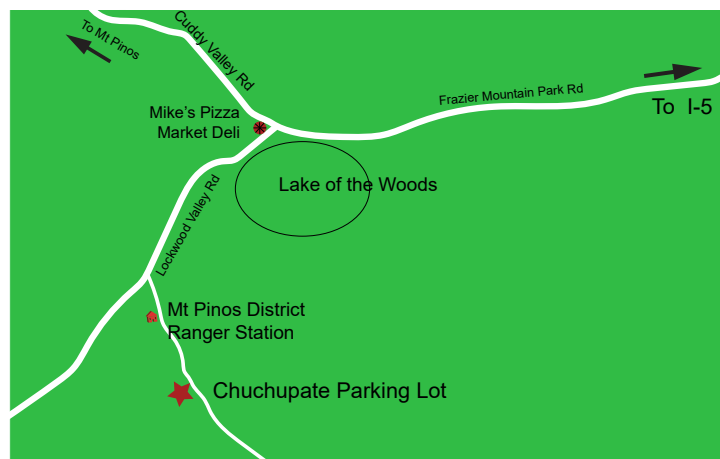 To Mt Pinos
Cuddy Valley Rd
Frazier Mountain Park Rd
To I-5
Mike's Pizza
Market Deli
Lake of the Woods
Lockwood Valley Rd
Mt Pinos District
Ranger Station
Chuchupate Parking Lot